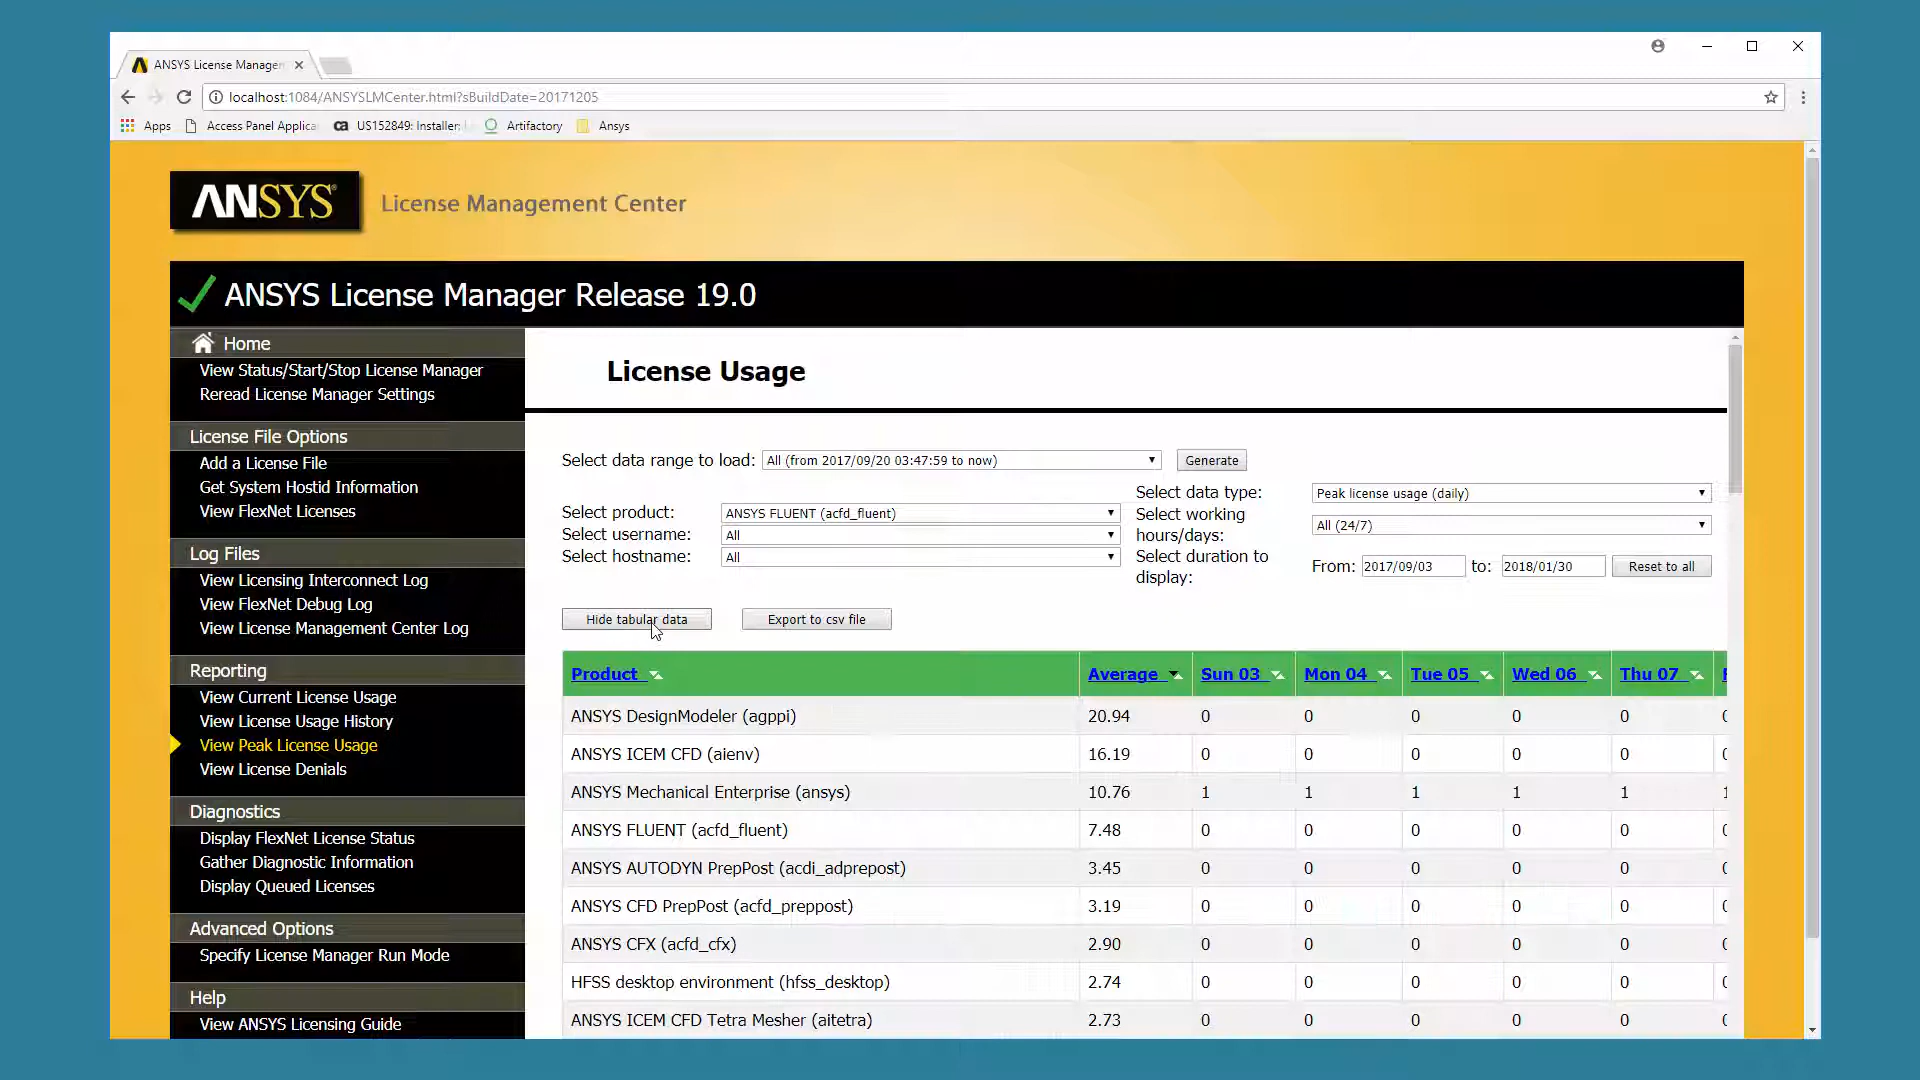 ANSYS License Manager
localhost:1084/ANSYSLMCenter.html?sBuildDate=20171205
Apps
Access Panel Applica
ca US152849: Installer:
Artifactory
Ansys
ANSYS®
License Management Center
ANSYS License Manager Release 19.0
Home
View Status/Start/Stop License Manager
Reread License Manager Settings
License File Options
Add a License File
Get System Hostid Information
View FlexNet Licenses
Log Files
View Licensing Interconnect Log
View FlexNet Debug Log
View License Management Center Log
Reporting
View Current License Usage
View License Usage History
View Peak License Usage
View License Denials
Diagnostics
Display FlexNet License Status
Gather Diagnostic Information
Display Queued Licenses
Advanced Options
Specify License Manager Run Mode
Help
View ANSYS Licensing Guide
License Usage
Select data range to load: All (from 2017/09/20 03:47:59 to now) Generate
Select product: ANSYS FLUENT (acfd_fluent)
Select username: All
Select hostname: All
Select data type: Peak license usage (daily)
Select working
hours/days: All (24/7)
Select duration to
display: From: 2017/09/03 to: 2018/01/30 Reset to all
Hide tabular data Export to csv file
Product Average Sun 03 Mon 04 Tue 05 Wed 06 Thu 07
ANSYS DesignModeler (agppi) 20.94 0 0 0 0 0
ANSYS ICEM CFD (aienv) 16.19 0 0 0 0 0
ANSYS Mechanical Enterprise (ansys) 10.76 1 1 1 1 1
ANSYS FLUENT (acfd_fluent) 7.48 0 0 0 0 0
ANSYS AUTODYN PrepPost (acdi_adprepost) 3.45 0 0 0 0 0
ANSYS CFD PrepPost (acfd_preppost) 3.19 0 0 0 0 0
ANSYS CFX (acfd_cfx) 2.90 0 0 0 0 0
HFSS desktop environment (hfss_desktop) 2.74 0 0 0 0 0
ANSYS ICEM CFD Tetra Mesher (aitetra) 2.73 0 0 0 0 0